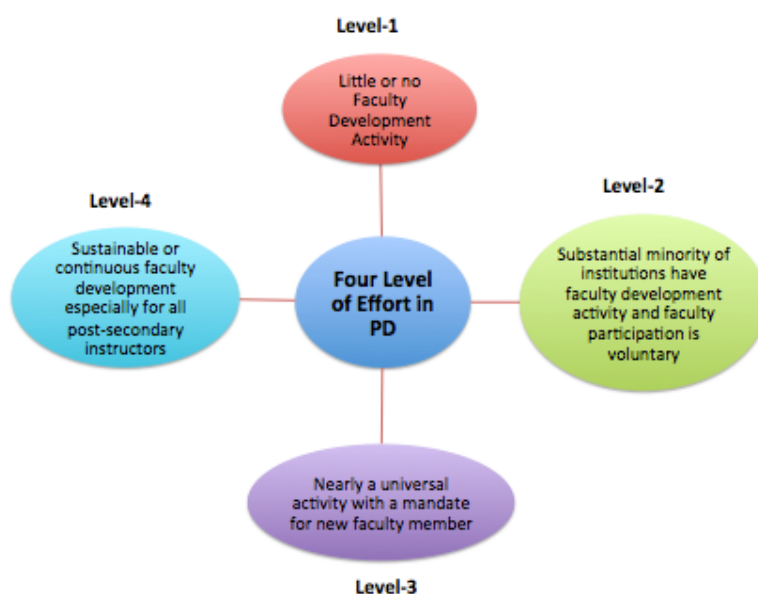 Level-1
Little or no
Faculty
Development
Activity
Level-2
Substantial minority of
institutions have
faculty development
activity and faculty
participation is
voluntary
Level-4
Sustainable or
continuous faculty
development
especially for all
post-secondary
instructors
Four Level
of Effort in
PD
Nearly a universal
activity with a mandate
for new faculty member
Level-3